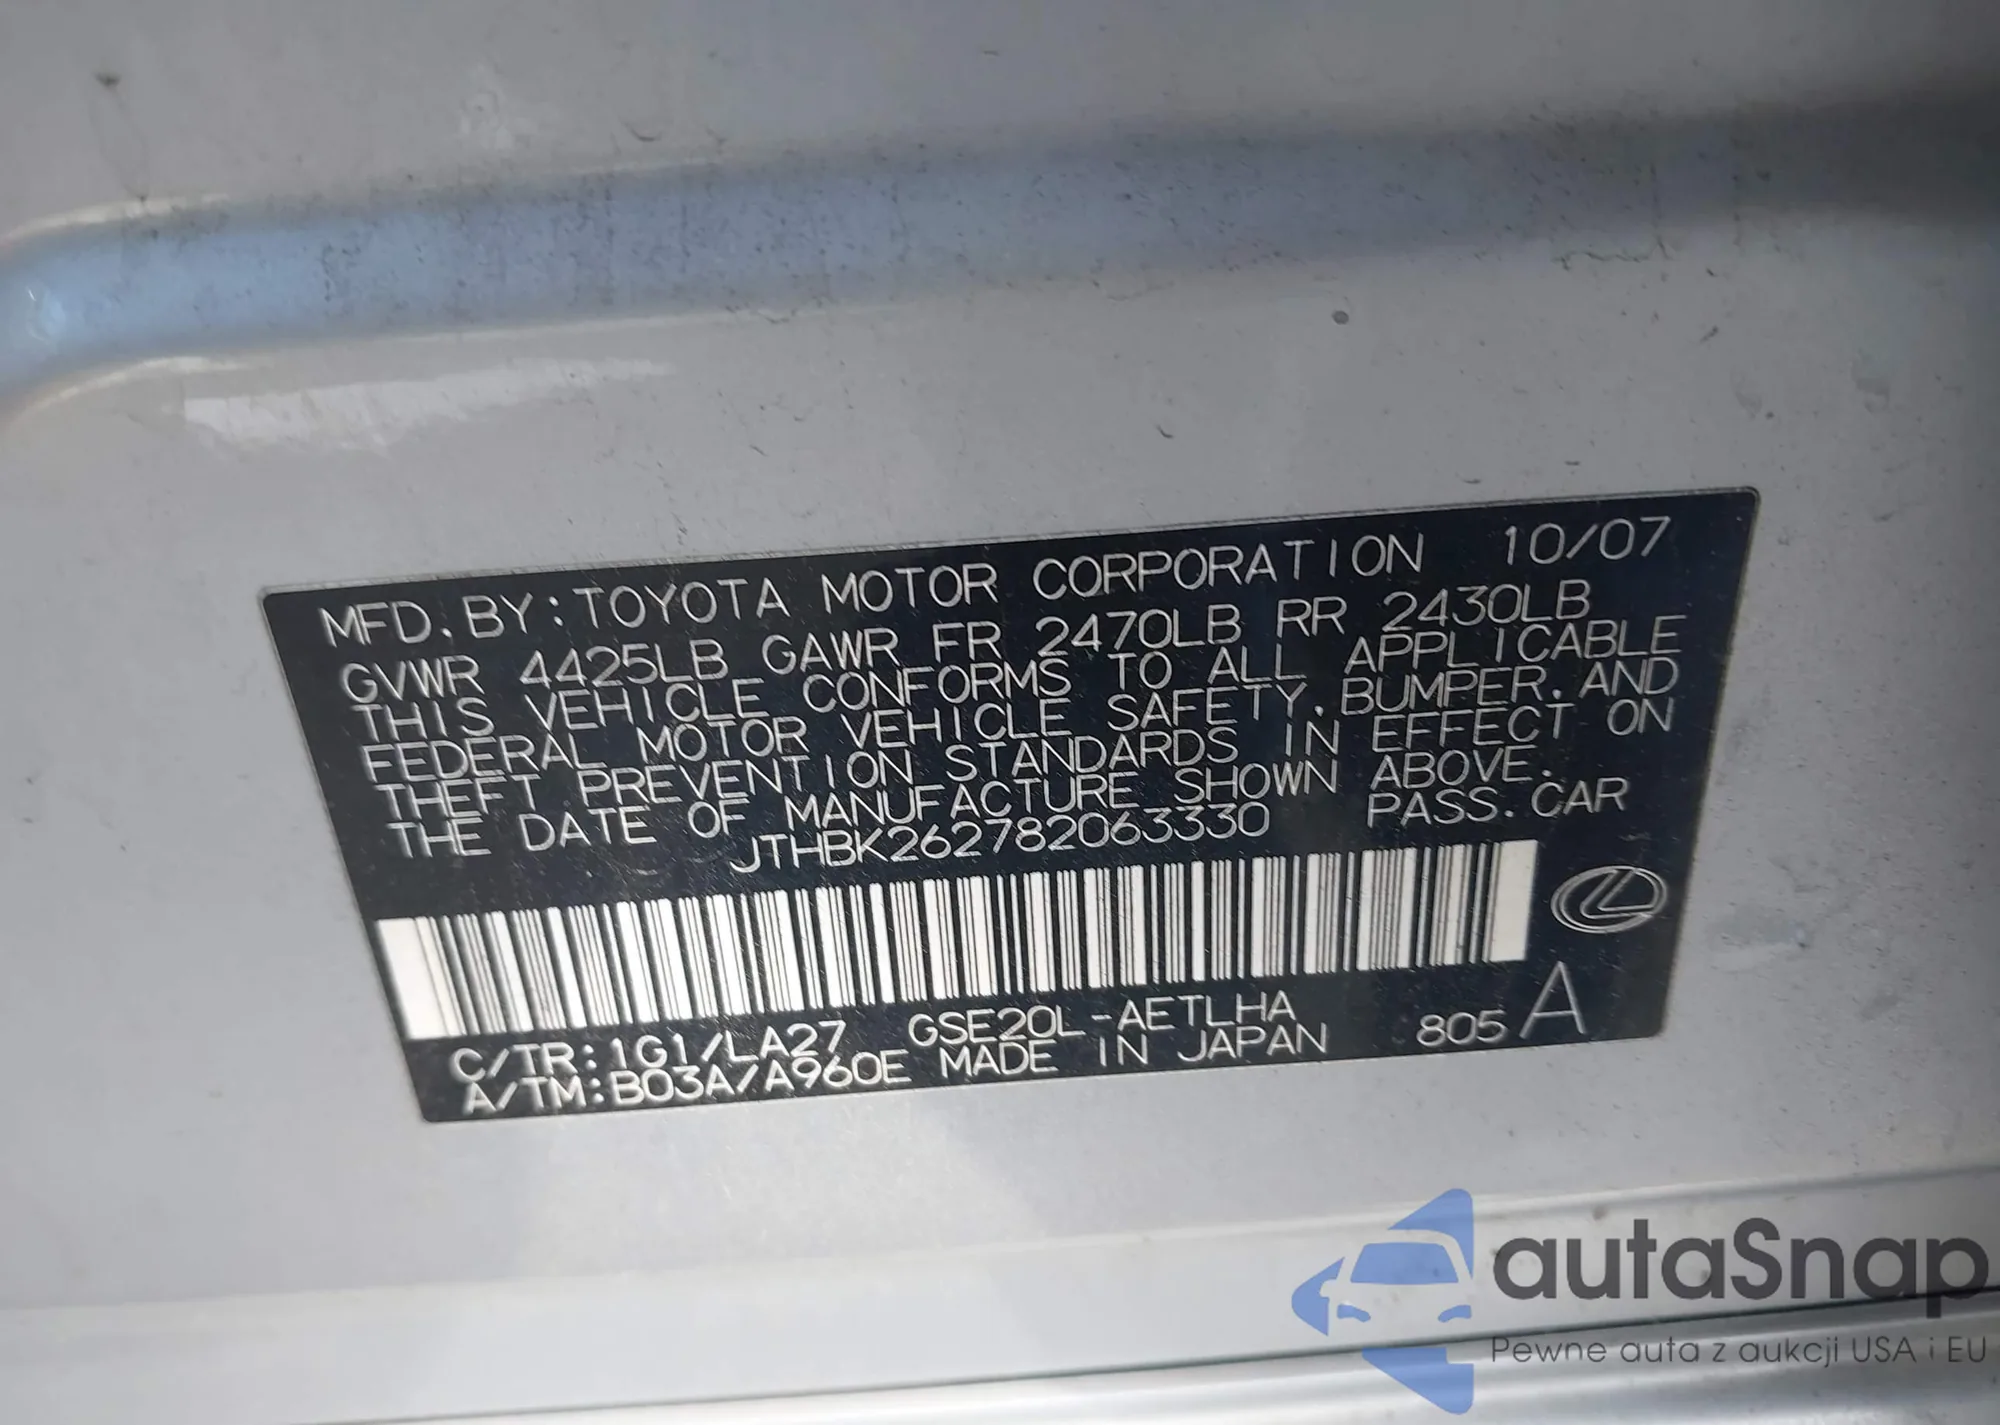 MFD. BY: TOYOTA MOTOR CORPORATION 10/07
GVWR 4425LB GAWR FR 2470LB RR 2430LB
THIS VEHICLE CONFORMS TO ALL APPLICABLE
FEDERAL MOTOR VEHICLE SAFETY, BUMPER, AND
THEFT PREVENTION STANDARDS IN EFFECT ON
THE DATE OF MANUFACTURE SHOWN ABOVE.
JTHBK262782063330 PASS. CAR
C/TR: 1G1/LA27 GSE20L-AETLHA
A/TM: B03A/A960E MADE IN JAPAN 805 A
autaSnap
Pewne auta z aukcji USA i EU